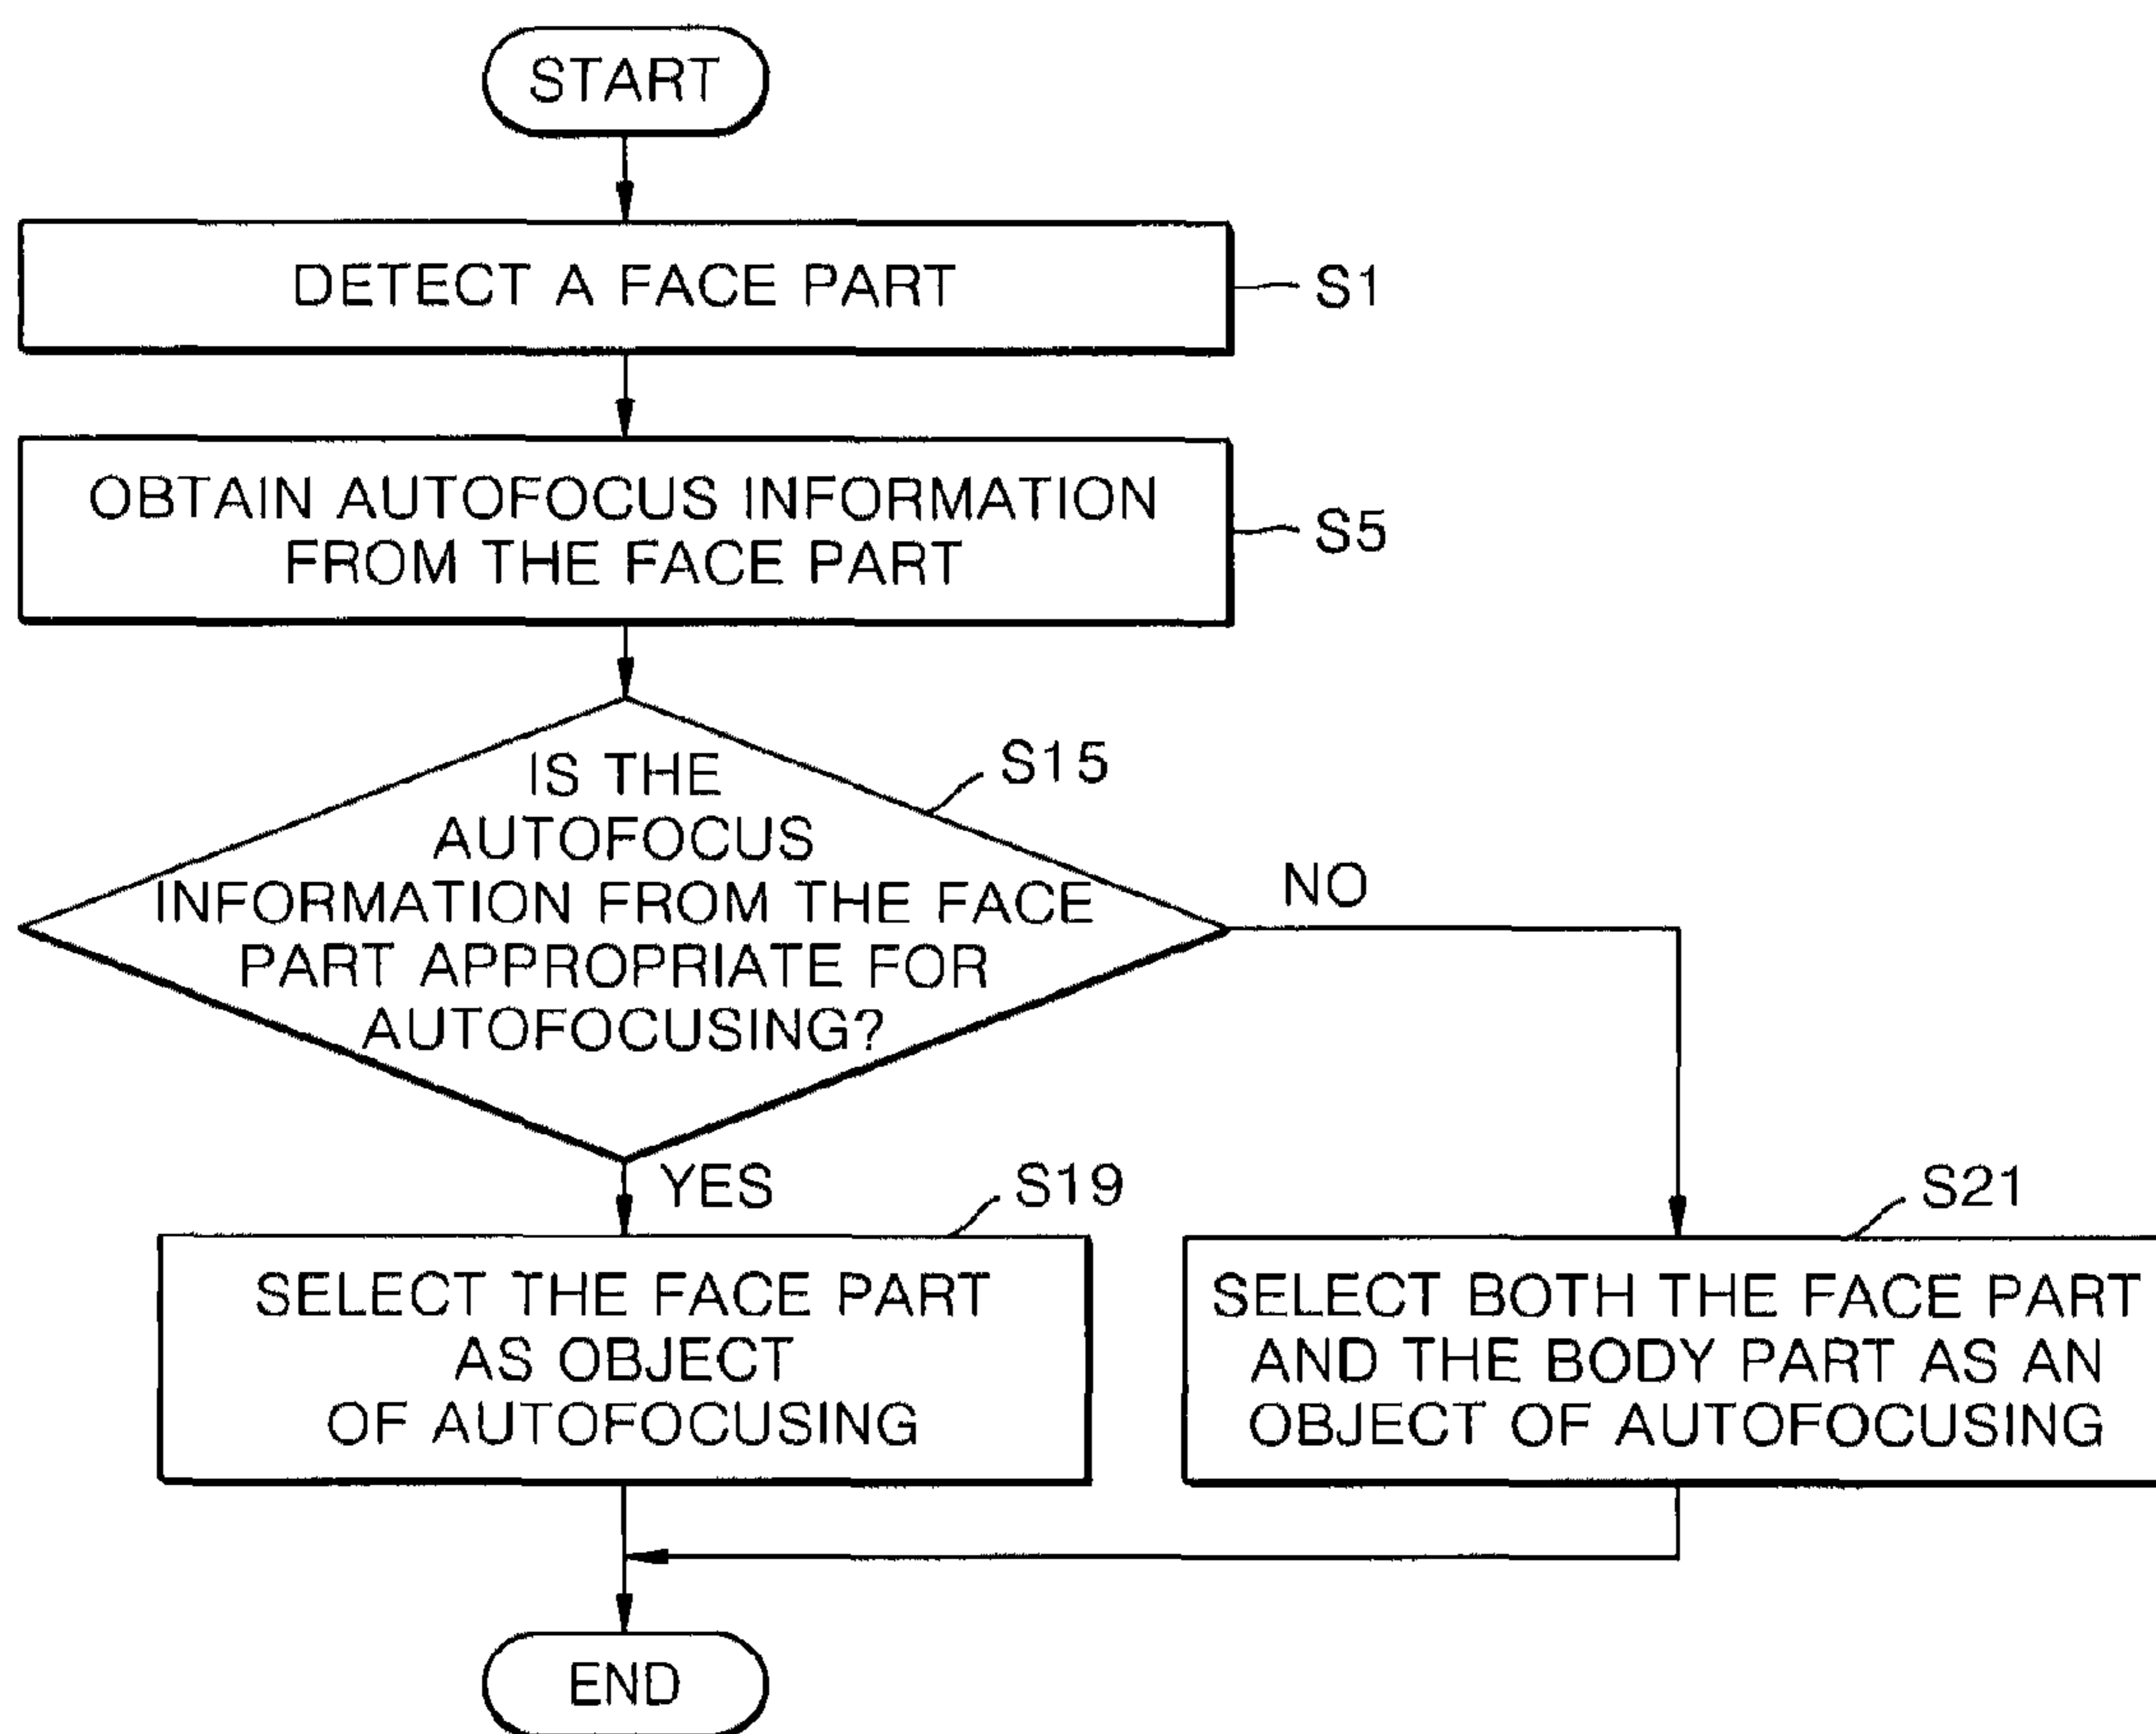 START
DETECT A FACE PART
S1
OBTAIN AUTOFOCUS INFORMATION
FROM THE FACE PART
S5
IS THE
AUTOFOCUS
INFORMATION FROM THE FACE
PART APPROPRIATE FOR
AUTOFOCUSING?
S15
NO
YES
S19
SELECT THE FACE PART
AS OBJECT
OF AUTOFOCUSING
S21
SELECT BOTH THE FACE PART
AND THE BODY PART AS AN
OBJECT OF AUTOFOCUSING
END